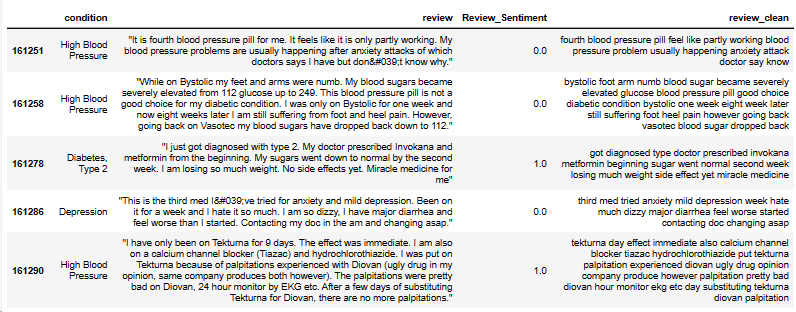 condition review Review_Sentiment review_clean
161251 High Blood Pressure "It is fourth blood pressure pill for me. It feels like it is only partly working. My blood pressure problems are usually happening after anxiety attacks of which doctors says I have but don&#039;t know why." 0.0 fourth blood pressure pill feel like partly working blood pressure problem usually happening anxiety attack doctor say know
161258 High Blood Pressure "While on Bystolic my feet and arms were numb. My blood sugars became severely elevated from 112 glucose up to 249. This blood pressure pill is not a good choice for my diabetic condition. I was only on Bystolic for one week and now eight weeks later I am still suffering from foot and heel pain. However, going back on Vasotec my blood sugars have dropped back down to 112." 0.0 bystolic foot arm numb blood sugar became severely elevated glucose blood pressure pill good choice diabetic condition bystolic one week eight week later still suffering foot heel pain however going back vasotec blood sugar dropped back
161278 Diabetes, Type 2 "I just got diagnosed with type 2. My doctor prescribed Invokana and metformin from the beginning. My sugars went down to normal by the second week. I am losing so much weight. No side effects yet. Miracle medicine for me" 1.0 got diagnosed type doctor prescribed invokana metformin beginning sugar went normal second week losing much weight side effect yet miracle medicine
161286 Depression "This is the third med I&#039;ve tried for anxiety and mild depression. Been on it for a week and I hate it so much. I am so dizzy, I have major diarrhea and feel worse than I started. Contacting my doc in the am and changing asap." 0.0 third med tried anxiety mild depression week hate much dizzy major diarrhea feel worse started contacting doc changing asap
161290 High Blood Pressure "I have only been on Tekturna for 9 days. The effect was immediate. I am also on a calcium channel blocker (Tiazac) and hydrochlorothiazide. I was put on Tekturna because of palpitations experienced with Diovan (ugly drug in my opinion, same company produces both however). The palpitations were pretty bad on Diovan, 24 hour monitor by EKG etc. After a few days of substituting Tekturna for Diovan, there are no more palpitations." 1.0 tekturna day effect immediate also calcium channel blocker tiazac hydrochlorothiazide put tekturna palpitation experienced diovan ugly drug opinion company produce however palpitation pretty bad diovan hour monitor ekg etc day substituting tekturna diovan palpitation